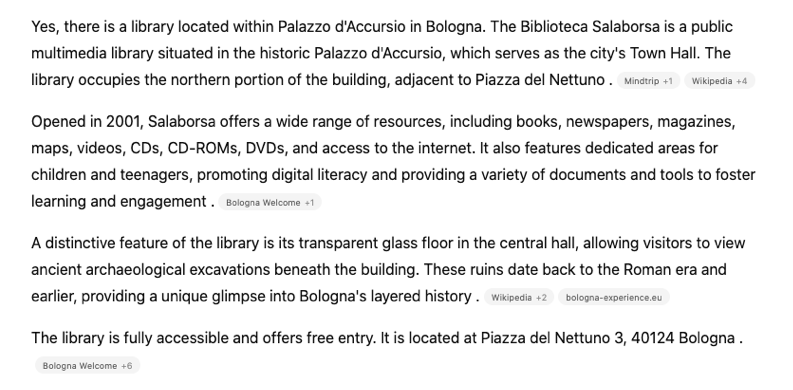 Yes, there is a library located within Palazzo d'Accursio in Bologna. The Biblioteca Salaborsa is a public
multimedia library situated in the historic Palazzo d'Accursio, which serves as the city's Town Hall. The
library occupies the northern portion of the building, adjacent to Piazza del Nettuno . Mindtrip +1 Wikipedia +4
Opened in 2001, Salaborsa offers a wide range of resources, including books, newspapers, magazines,
maps, videos, CDs, CD-ROMs, DVDs, and access to the internet. It also features dedicated areas for
children and teenagers, promoting digital literacy and providing a variety of documents and tools to foster
learning and engagement . Bologna Welcome +1
A distinctive feature of the library is its transparent glass floor in the central hall, allowing visitors to view
ancient archaeological excavations beneath the building. These ruins date back to the Roman era and
earlier, providing a unique glimpse into Bologna's layered history . Wikipedia +2 bologna-experience.eu
The library is fully accessible and offers free entry. It is located at Piazza del Nettuno 3, 40124 Bologna .
Bologna Welcome +6